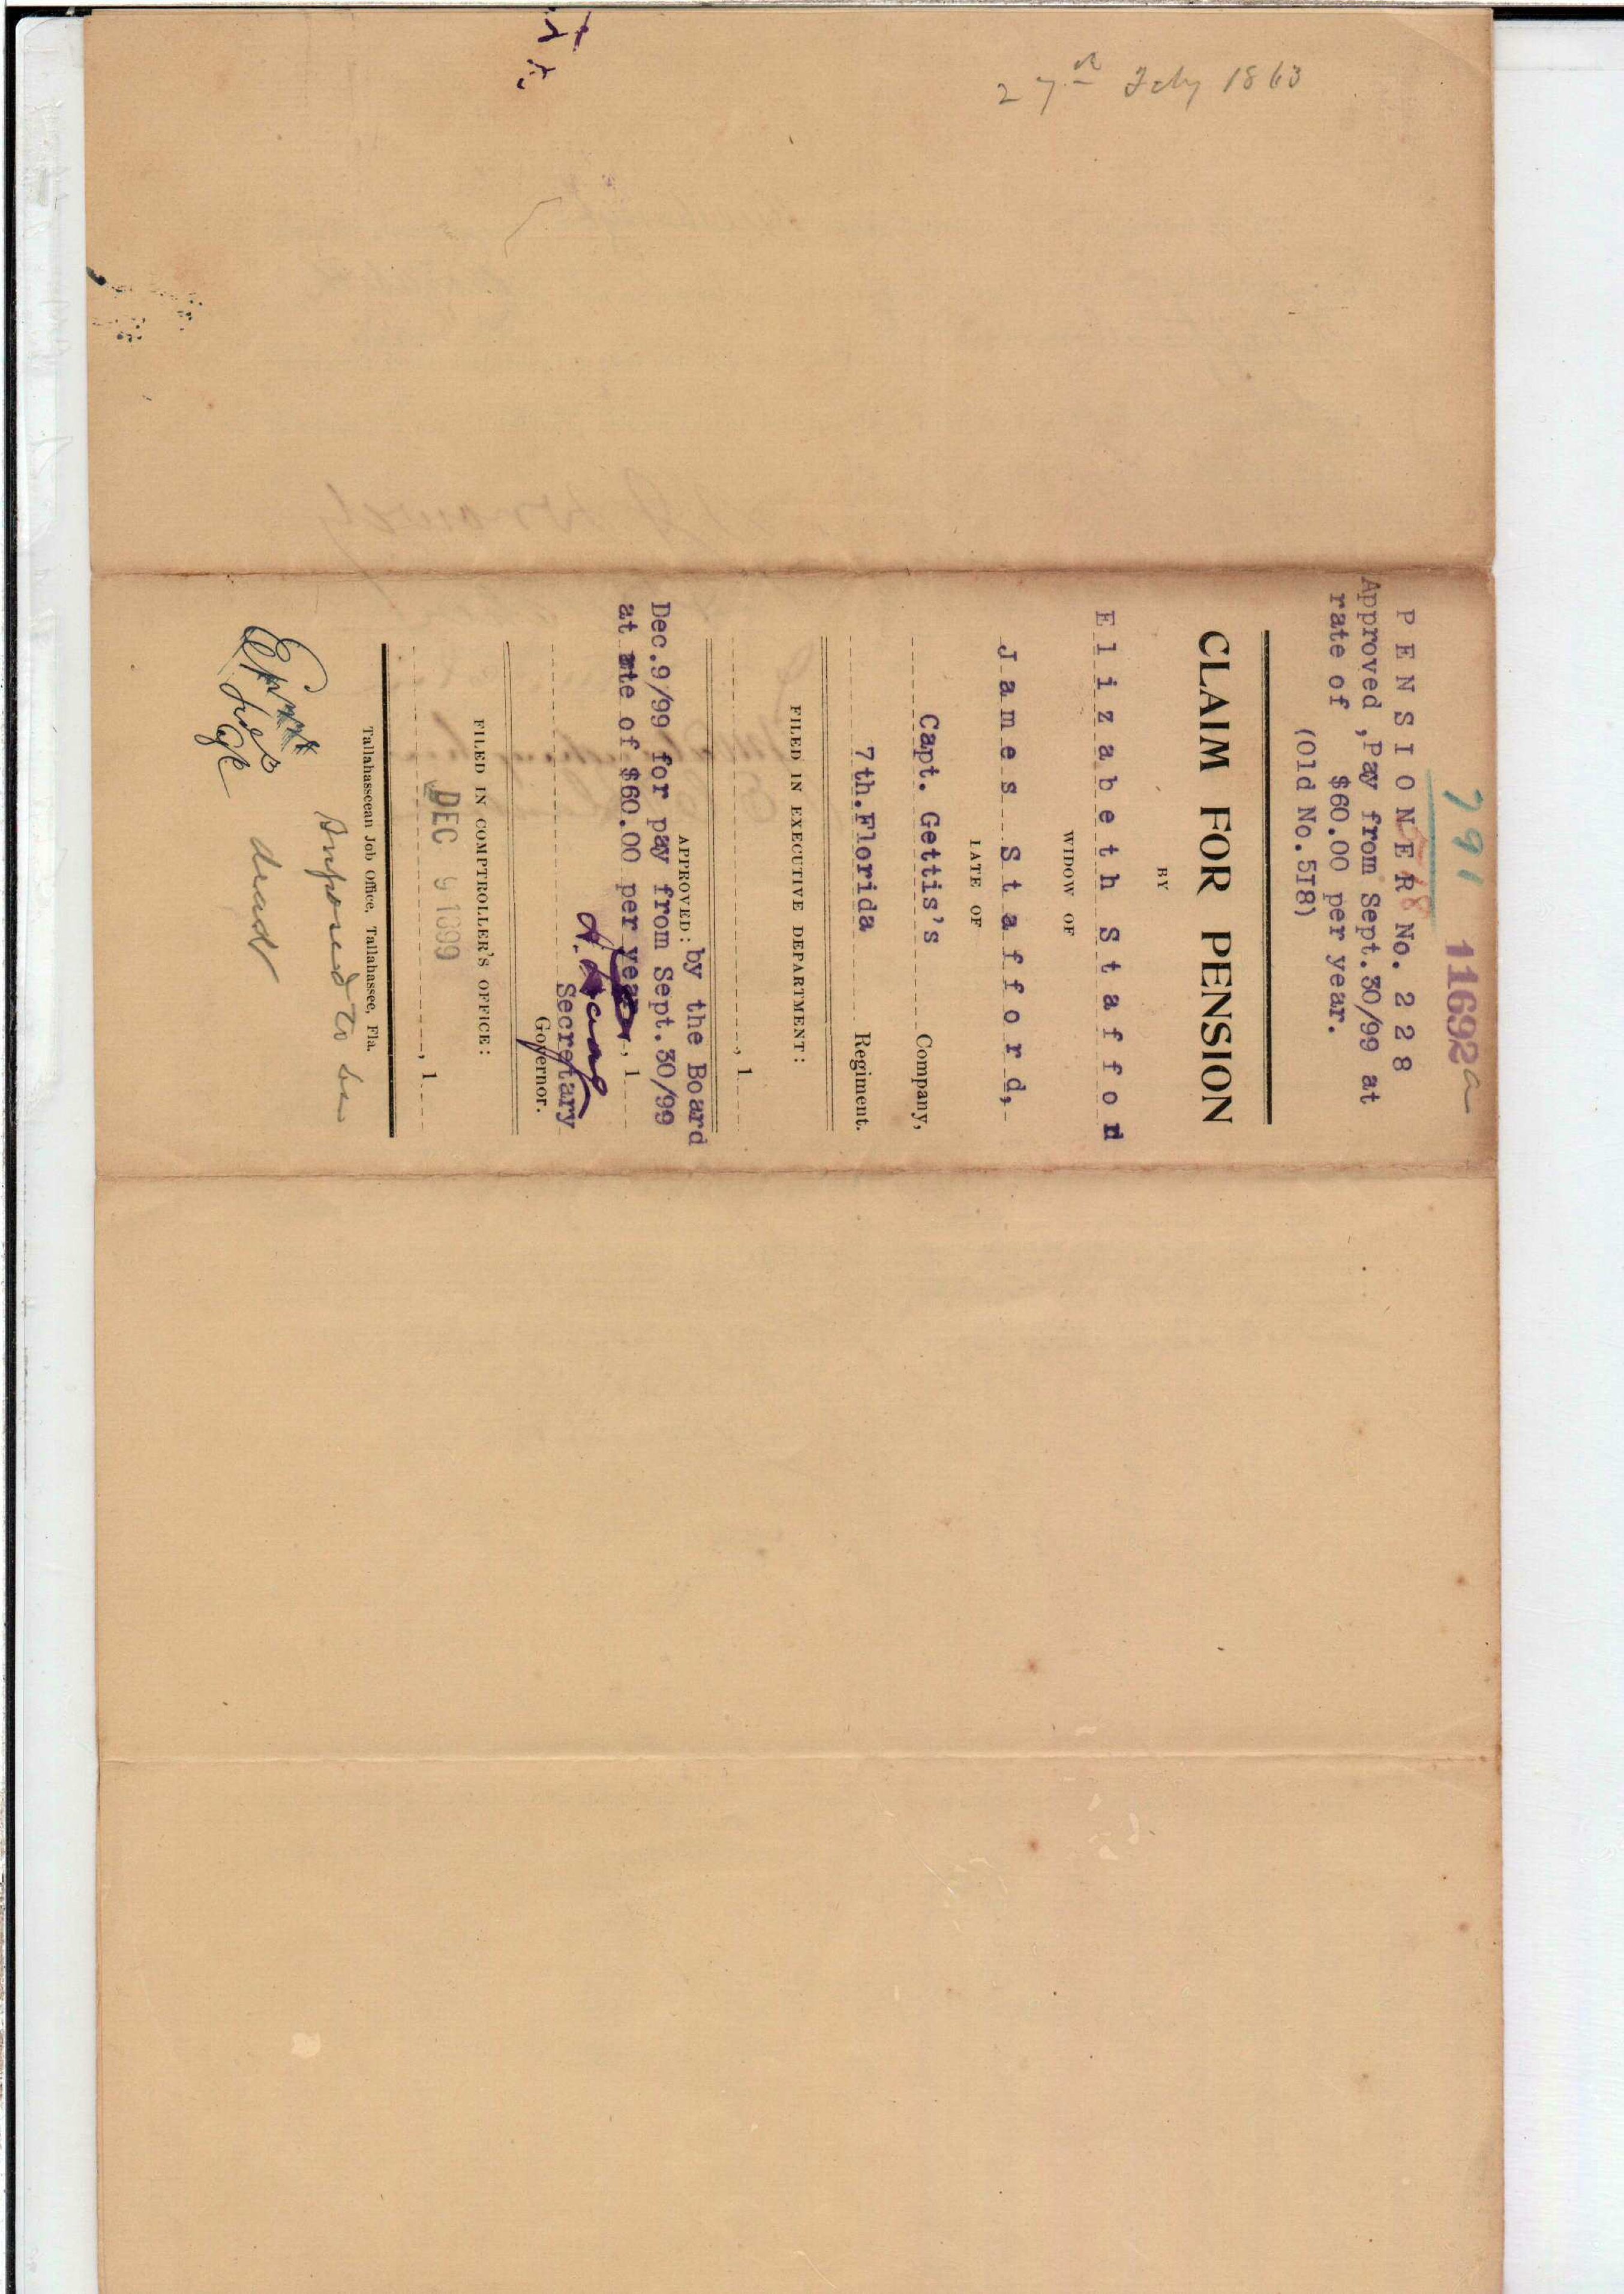 27th Feby 1863
11692a
791
PENSIONER No. 228
Approved ,Pay from Sept.30/99 at
rate of $60.00 per year.
(Old No.518)
CLAIM FOR PENSION
BY
Elizabeth Stafford
WIDOW OF
James Stafford,
LATE OF
Capt. Gettis's Company,
7th.Florida Regiment.
FILED IN EXECUTIVE DEPARTMENT:
, 1
APPROVED: by the Board
Dec.9/99 for pay from Sept.30/99
at rate of $60.00 per year, 1
Secretary
Governor.
FILED IN COMPTROLLER'S OFFICE:
DEC 9 1899
, 1
Tallahasseean Job Office, Tallahassee, Fla.
Supposed to be
dead